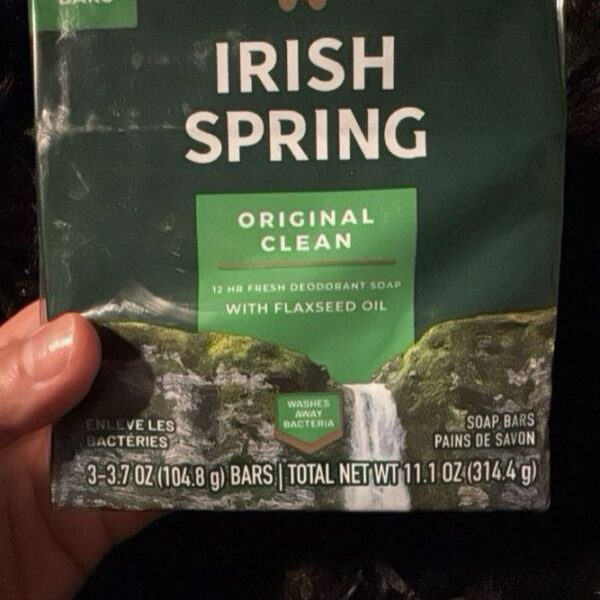 BARS
IRISH
SPRING
ORIGINAL
CLEAN
12 HR FRESH DEODORANT SOAP
WITH FLAXSEED OIL
WASHES
AWAY
BACTERIA
ENLÈVE LES
BACTÉRIES
SOAP BARS
PAINS DE SAVON
3-3.7 OZ (104.8 g) BARS | TOTAL NET WT 11.1 OZ (314.4 g)